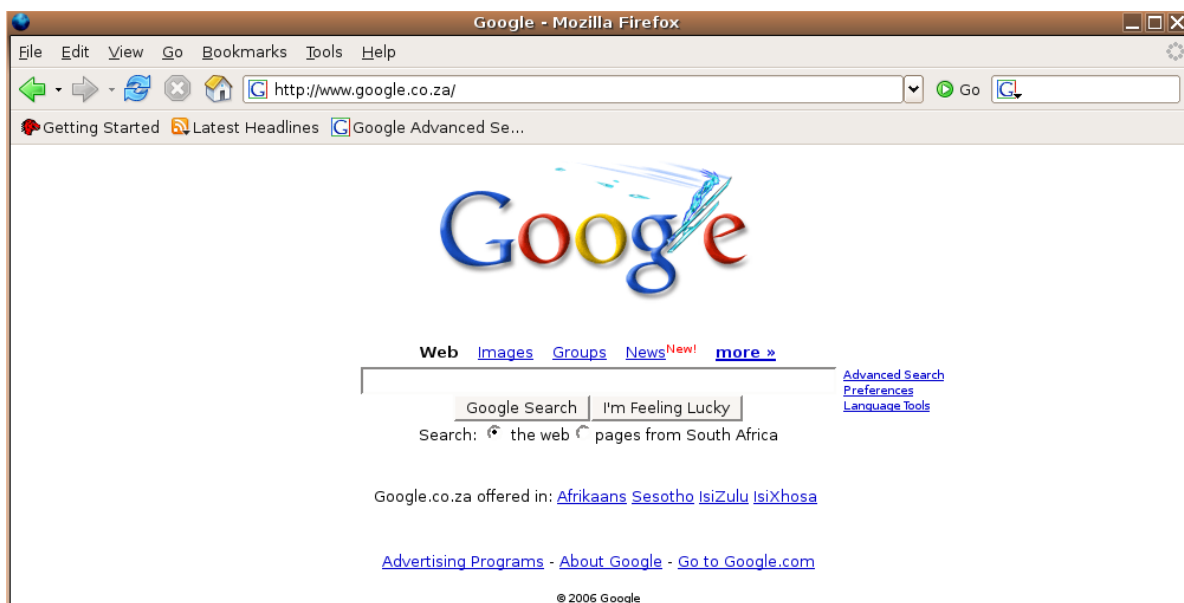 Google - Mozilla Firefox
File Edit View Go Bookmarks Tools Help
http://www.google.co.za/ Go
Getting Started Latest Headlines Google Advanced Se...
Google
Web Images Groups News New! more »
Advanced Search
Preferences
Language Tools
Google Search I'm Feeling Lucky
Search: the web pages from South Africa
Google.co.za offered in: Afrikaans Sesotho IsiZulu IsiXhosa
Advertising Programs - About Google - Go to Google.com
© 2006 Google